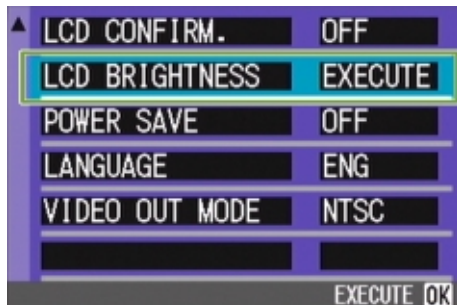 LCD CONFIRM. OFF
LCD BRIGHTNESS EXECUTE
POWER SAVE OFF
LANGUAGE ENG
VIDEO OUT MODE NTSC
EXECUTE OK